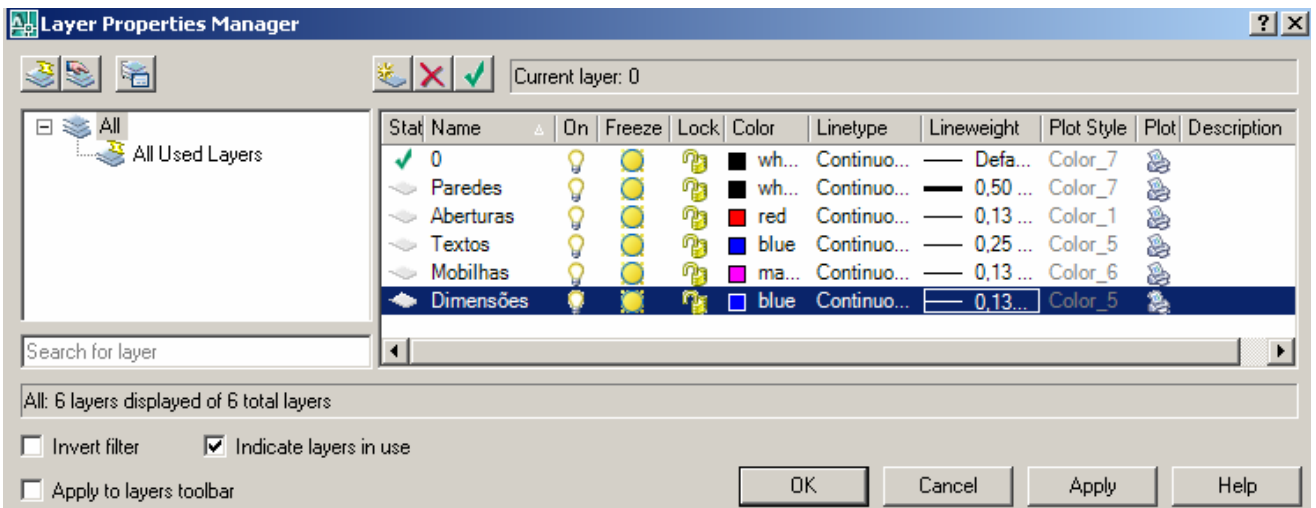 Layer Properties Manager
Current layer: 0
All
All Used Layers
Search for layer
Stat Name On Freeze Lock Color Linetype Lineweight Plot Style Plot Description
0 wh... Continuo... Defa... Color_7
Paredes wh... Continuo... 0,50 ... Color_7
Aberturas red Continuo... 0,13 ... Color_1
Textos blue Continuo... 0,25 ... Color_5
Mobilhas ma... Continuo... 0,13 ... Color_6
Dimensões blue Continuo... 0,13... Color_5
All: 6 layers displayed of 6 total layers
Invert filter Indicate layers in use
Apply to layers toolbar
OK Cancel Apply Help